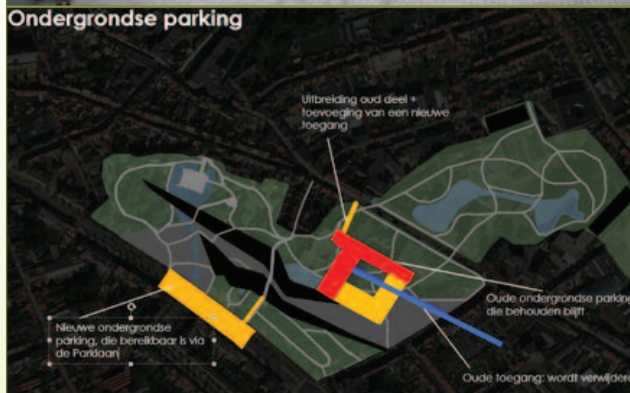 Ondergrondse parking
Uitbreiding oud deel +
toevoeging van een nieuwe
toegang
Oude ondergrondse parking
die behouden blijft
Nieuwe ondergrondse
parking, die bereikbaar is via
de Parklaan
Oude toegang: wordt verwijdere